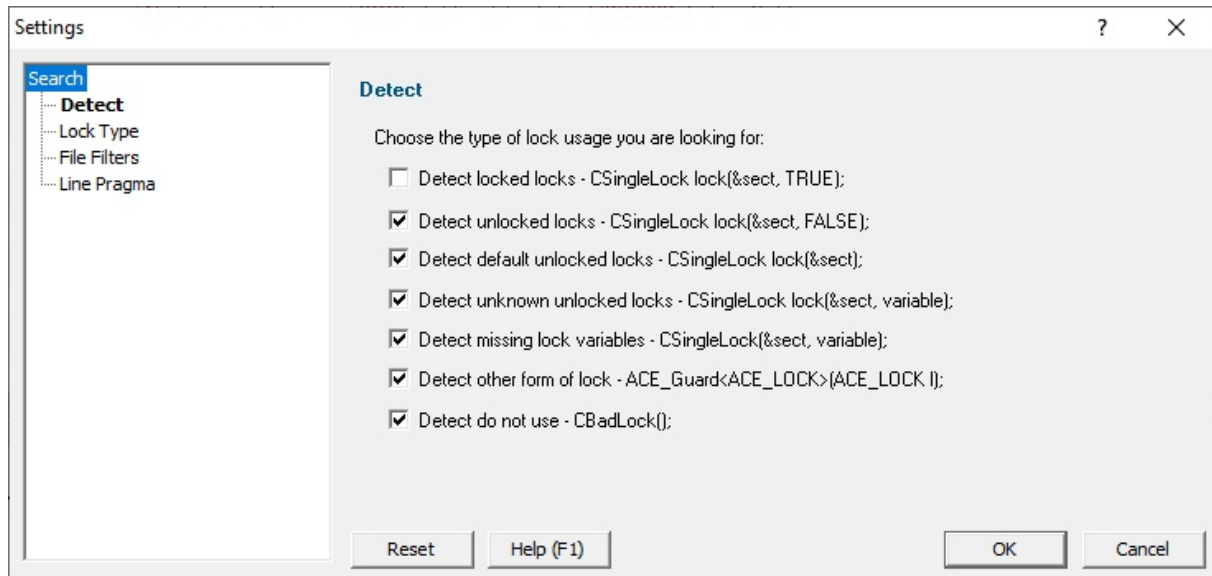 Settings
?
Search
Detect
Lock Type
File Filters
Line Pragma
Detect
Choose the type of lock usage you are looking for:
Detect locked locks - CSingleLock lock(&sect, TRUE);
Detect unlocked locks - CSingleLock lock(&sect, FALSE);
Detect default unlocked locks - CSingleLock lock(&sect);
Detect unknown unlocked locks - CSingleLock lock(&sect, variable);
Detect missing lock variables - CSingleLock(&sect, variable);
Detect other form of lock - ACE_Guard<ACE_LOCK>(ACE_LOCK l);
Detect do not use - CBadLock();
Reset
Help (F1)
OK
Cancel